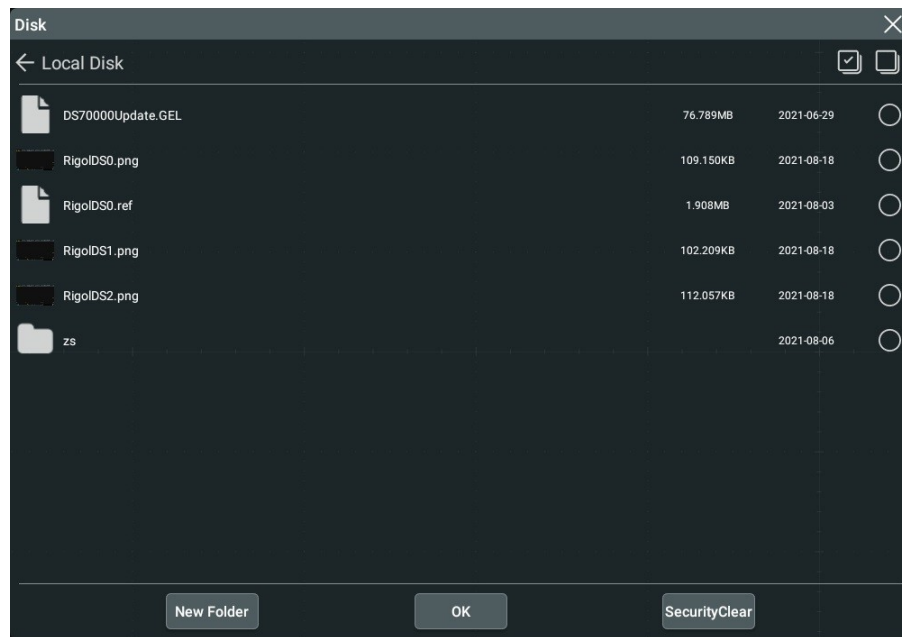 Disk
Local Disk
DS70000Update.GEL 76.789MB 2021-06-29
RigolDS0.png 109.150KB 2021-08-18
RigolDS0.ref 1.908MB 2021-08-03
RigolDS1.png 102.209KB 2021-08-18
RigolDS2.png 112.057KB 2021-08-18
zs 2021-08-06
New Folder OK SecurityClear